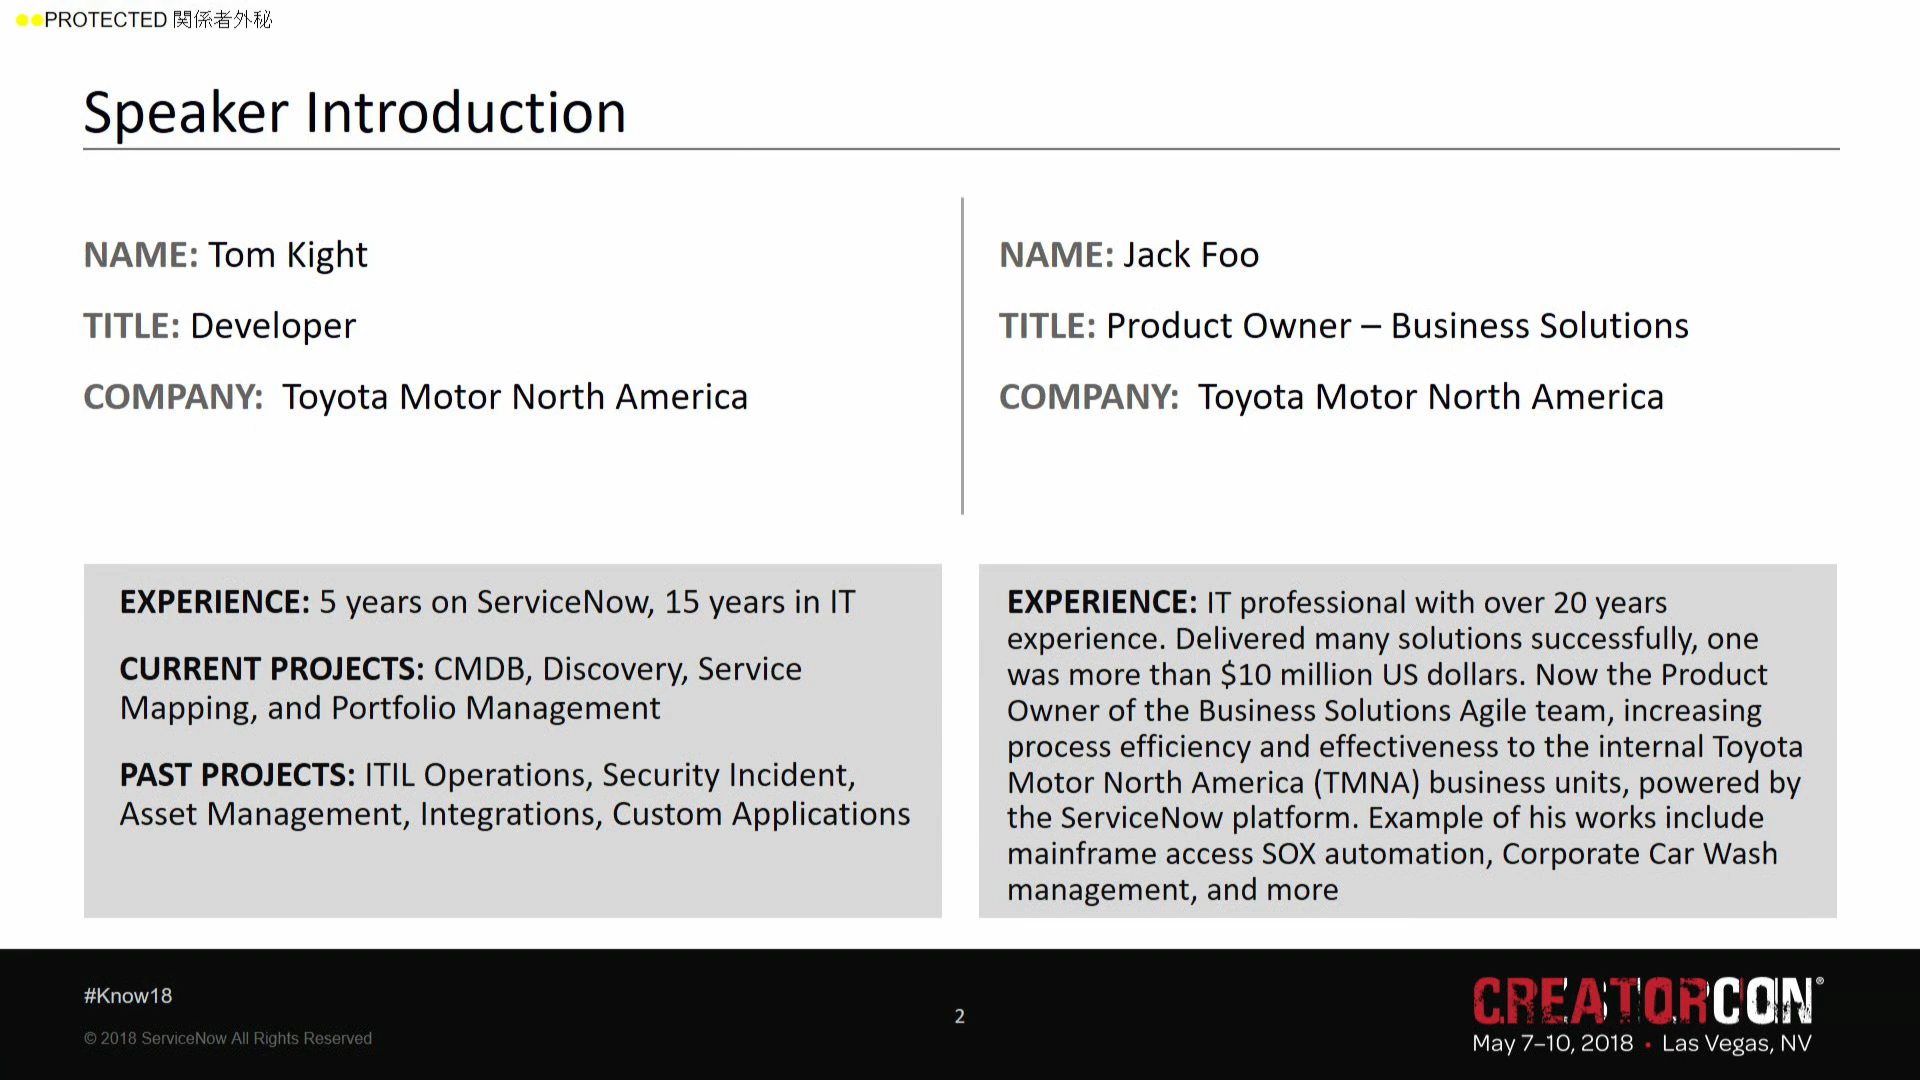 PROTECTED 関係者外秘
Speaker Introduction
NAME: Tom Kight
TITLE: Developer
COMPANY: Toyota Motor North America
NAME: Jack Foo
TITLE: Product Owner – Business Solutions
COMPANY: Toyota Motor North America
EXPERIENCE: 5 years on ServiceNow, 15 years in IT
CURRENT PROJECTS: CMDB, Discovery, Service
Mapping, and Portfolio Management
PAST PROJECTS: ITIL Operations, Security Incident,
Asset Management, Integrations, Custom Applications
EXPERIENCE: IT professional with over 20 years
experience. Delivered many solutions successfully, one
was more than $10 million US dollars. Now the Product
Owner of the Business Solutions Agile team, increasing
process efficiency and effectiveness to the internal Toyota
Motor North America (TMNA) business units, powered by
the ServiceNow platform. Example of his works include
mainframe access SOX automation, Corporate Car Wash
management, and more
#Know18
© 2018 ServiceNow All Rights Reserved
2
CREATORCON®
May 7–10, 2018 • Las Vegas, NV